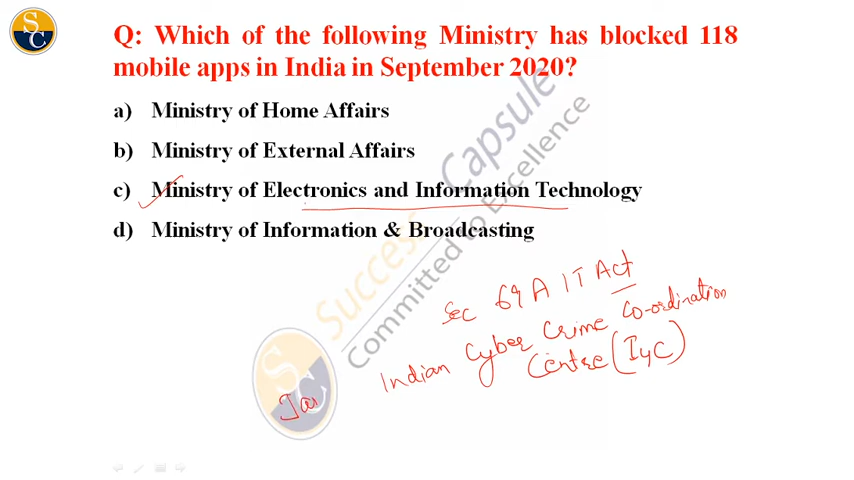 S
C
Q: Which of the following Ministry has blocked 118
mobile apps in India in September 2020?
a) Ministry of Home Affairs
b) Ministry of External Affairs
c) Ministry of Electronics and Information Technology
d) Ministry of Information & Broadcasting
Success Capsule
Committed to Excellence
S
C
Sec 69A IT Act
Indian Cyber Crime Co-ordination
Centre (I4C)